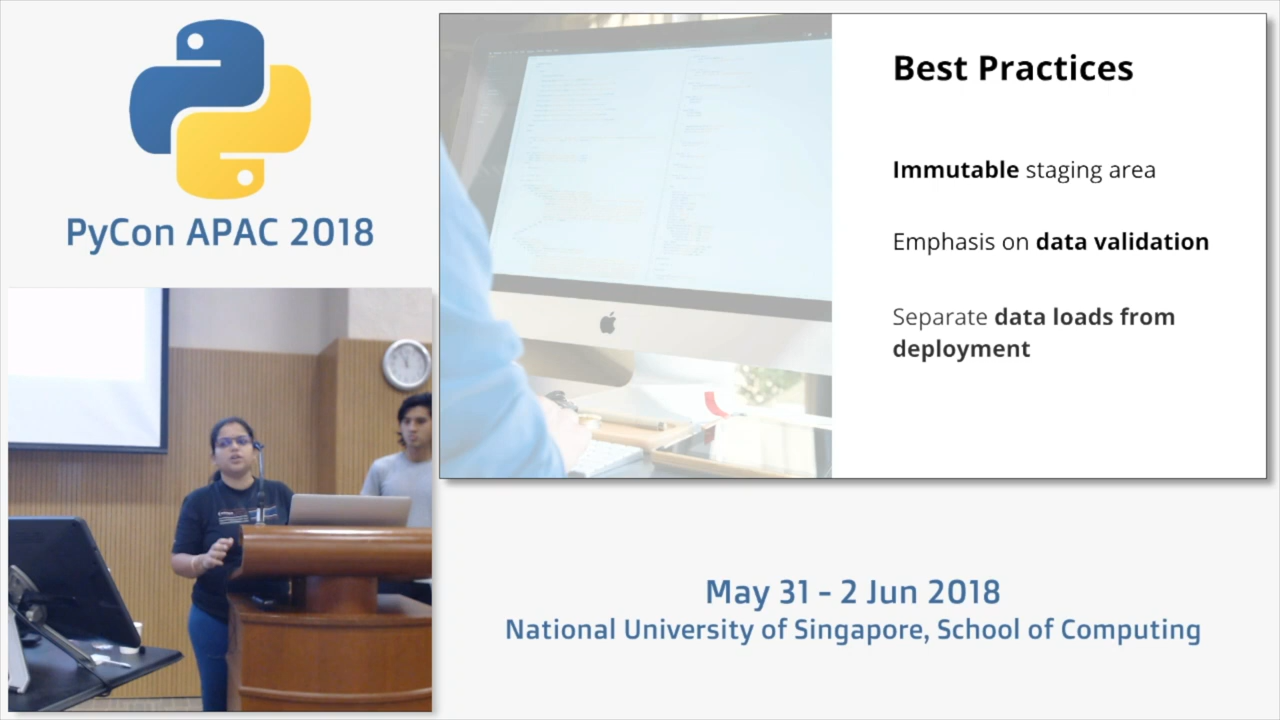 PyCon APAC 2018
Best Practices
Immutable staging area
Emphasis on data validation
Separate data loads from
deployment
May 31 - 2 Jun 2018
National University of Singapore, School of Computing